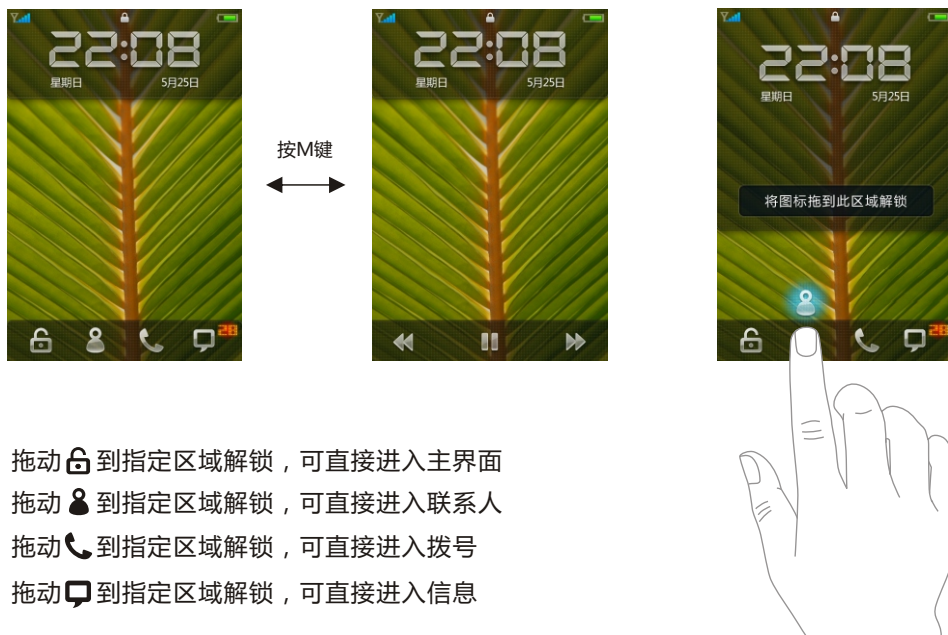 22:08
星期日 5月25日
按M键
22:08
星期日 5月25日
22:08
星期日 5月25日
将图标拖到此区域解锁
28
28
拖动 到指定区域解锁，可直接进入主界面
拖动 到指定区域解锁，可直接进入联系人
拖动 到指定区域解锁，可直接进入拨号
拖动 到指定区域解锁，可直接进入信息